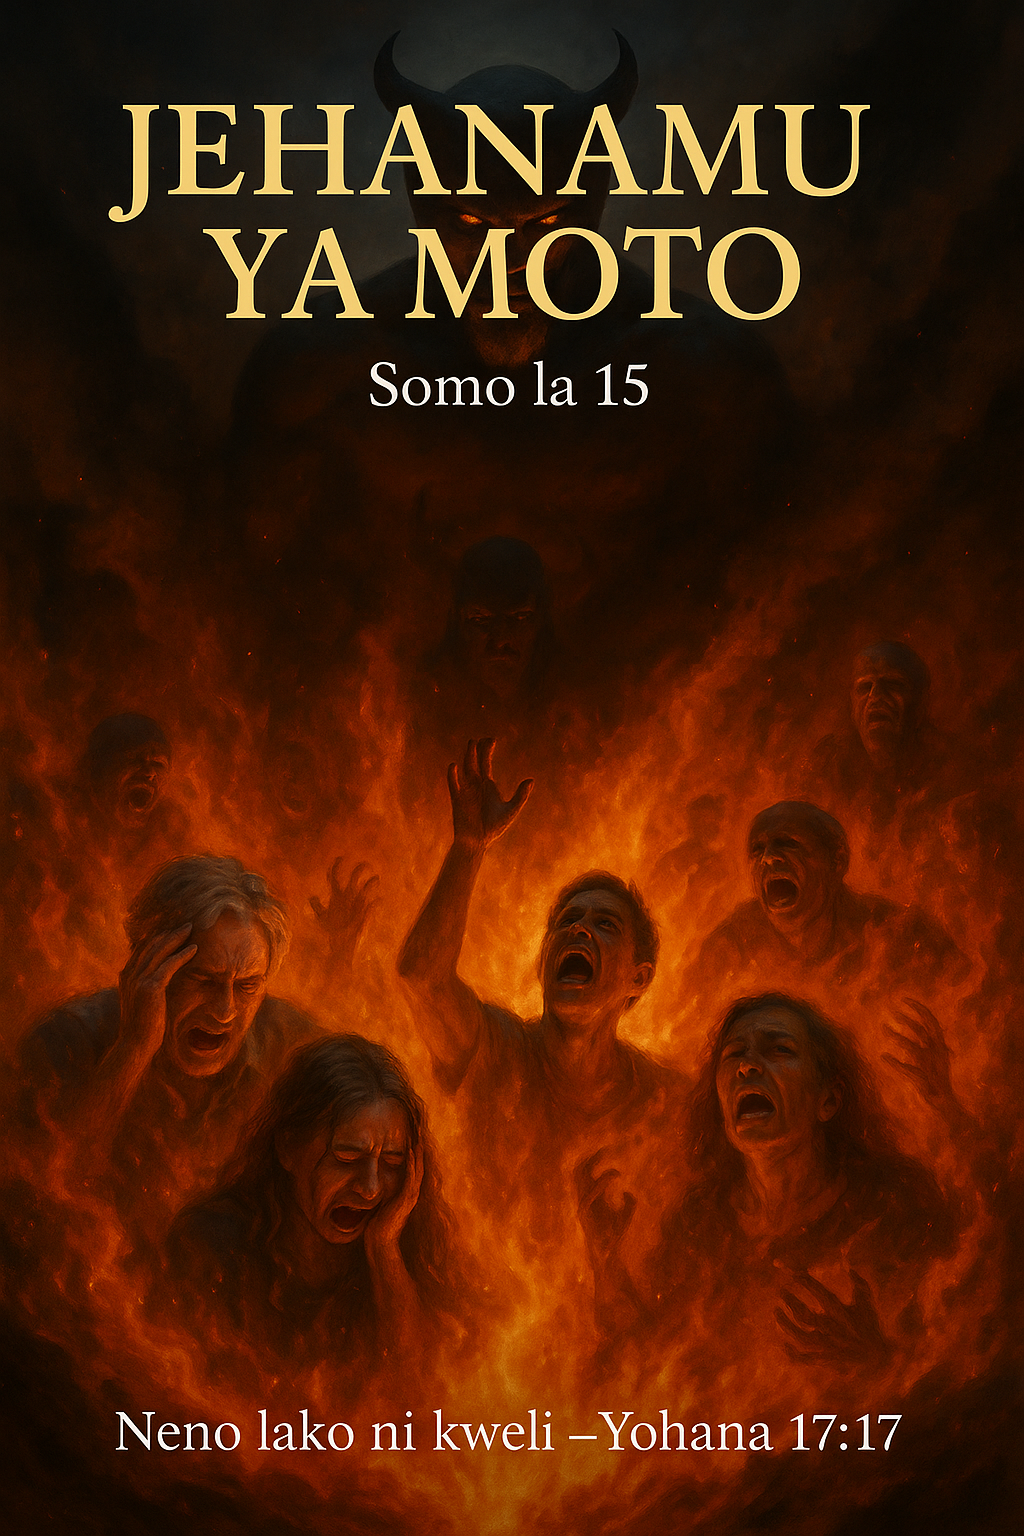 JEHANAMU
YA MOTO
Somo la 15
Neno lako ni kweli –Yohana 17:17